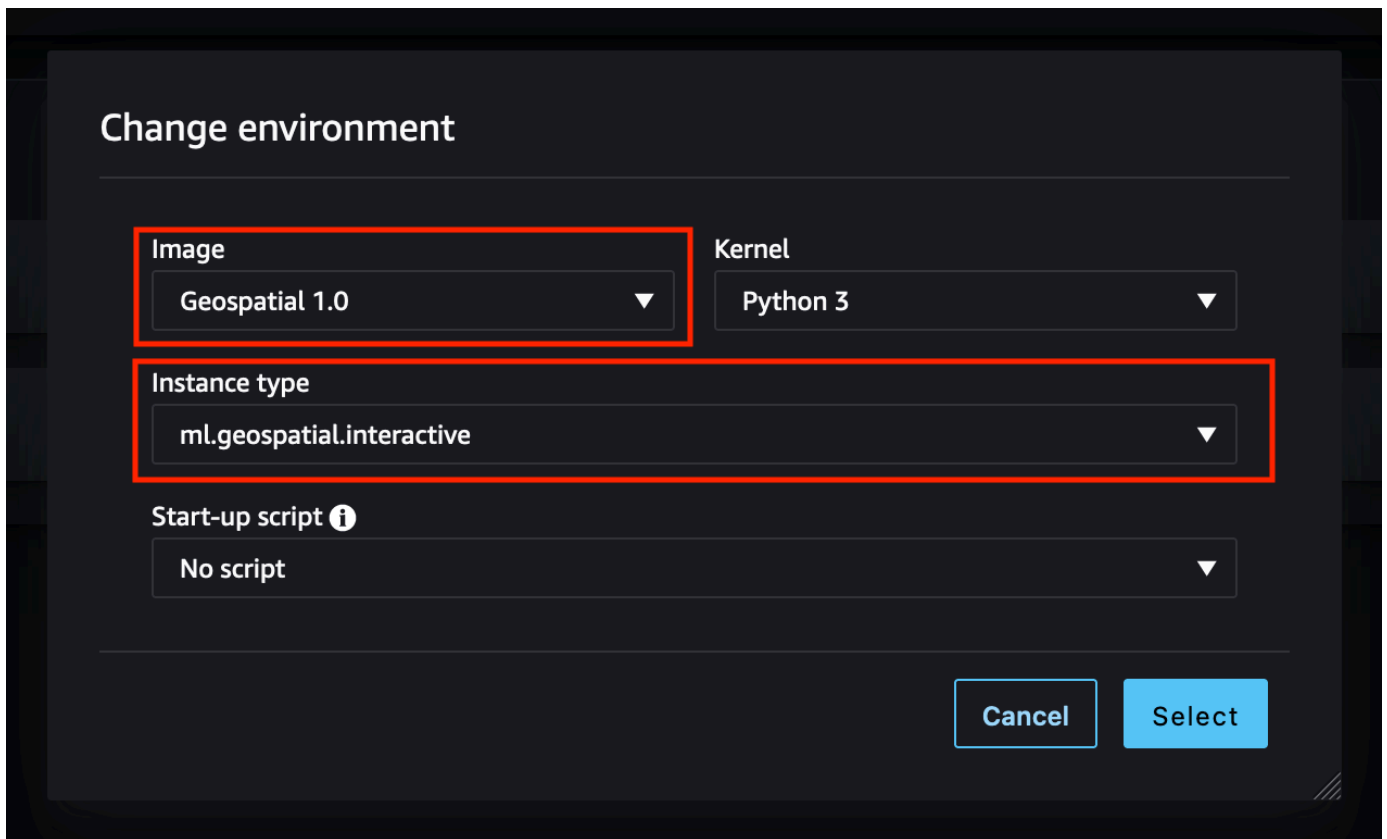 Change environment
Image
Geospatial 1.0
Kernel
Python 3
Instance type
ml.geospatial.interactive
Start-up script
No script
Cancel
Select